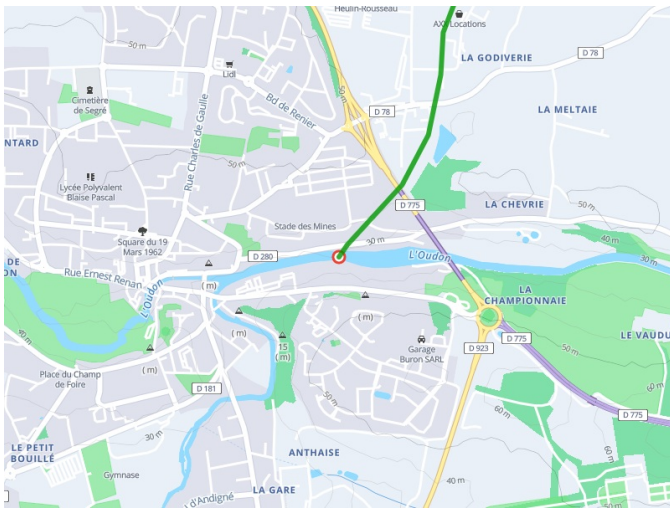 Heulin-Rousseau
50 m
Locations
LA GODIVERIE
D 78
Lidl
50 m
Bd de Renier
D 78
Cimetière
de Segré
LA MELTAIE
Rue Charles de Gaulle
50 m
Lycée Polyvalent
Blaise Pascal
D 775
LA CHEVRIE
50 m
Stade des Mines
Square du 19
Mars 1962
30 m
40 m
D 280
L'Oudon
30 m
Rue Ernest Renan
L'Oudon
( m)
LA
CHAMPIONNAIE
( m)
( m)
40 m
15
( m)
( m)
Garage
Buron SARL
D 923
D 775
50 m
LE VAUDU
Place du Champ
de Foire
D 181
50 m
60 m
60 m
D 775
30 m
LE PETIT
BOUILLÉ
ANTHAISE
60 m
Gymnase
40 m
LA GARE
d'Andigné